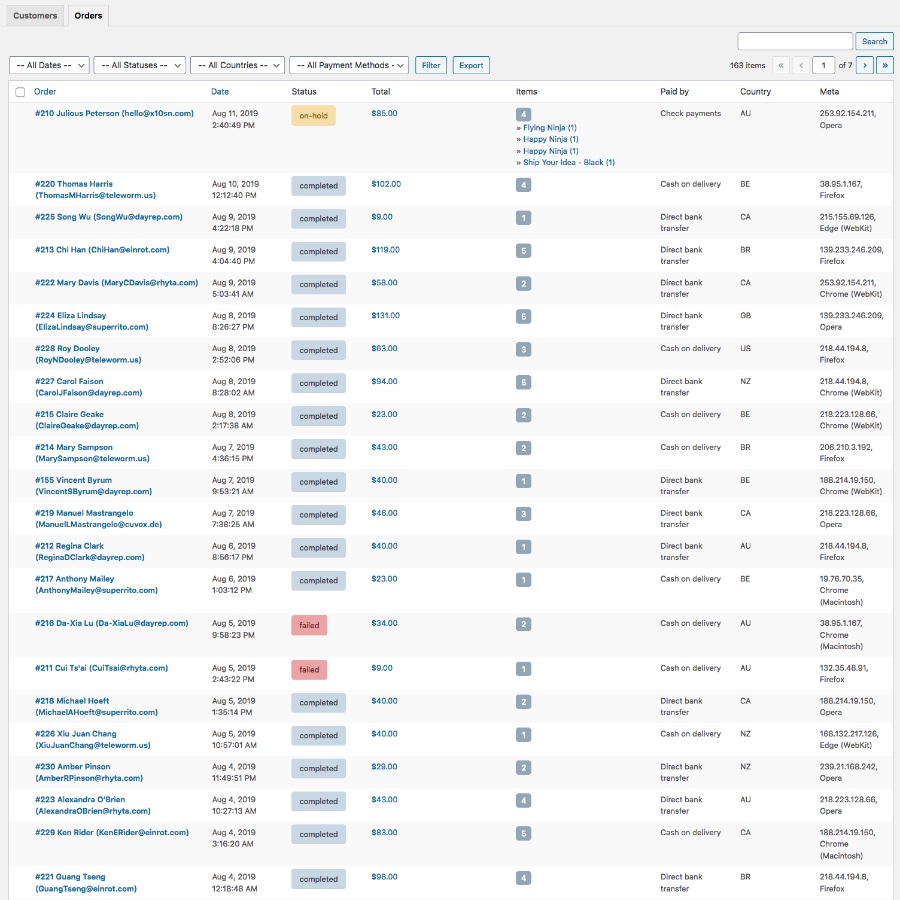 Customers Orders
Search
-- All Dates -- -- All Statuses -- -- All Countries -- -- All Payment Methods - Filter Export 163 items « ‹ 1 of 7 › »
Order Date Status Total Items Paid by Country Meta
#210 Julious Peterson (hello@x10sn.com) Aug 11, 2019 on-hold $85.00 4 Check payments AU 253.92.154.211,
2:40:49 PM » Flying Ninja (1) Opera
» Happy Ninja (1)
» Happy Ninja (1)
» Ship Your Idea - Black (1)
#220 Thomas Harris Aug 10, 2019 completed $102.00 4 Cash on delivery BE 38.95.1.167,
(ThomasMHarris@teleworm.us) 12:12:40 PM Firefox
#225 Song Wu (SongWu@dayrep.com) Aug 9, 2019 completed $9.00 1 Direct bank CA 215.155.69.126,
4:22:18 PM transfer Edge (WebKit)
#213 Chi Han (ChiHan@einrot.com) Aug 9, 2019 completed $119.00 5 Direct bank BR 139.233.246.209,
4:04:40 PM transfer Firefox
#222 Mary Davis (MaryCDavis@rhyta.com) Aug 9, 2019 completed $58.00 2 Direct bank CA 253.92.154.211,
5:03:41 AM transfer Chrome (WebKit)
#224 Eliza Lindsay Aug 8, 2019 completed $131.00 5 Direct bank GB 139.233.246.209,
(ElizaLindsay@superrito.com) 8:26:27 PM transfer Opera
#228 Roy Dooley Aug 8, 2019 completed $63.00 3 Cash on delivery US 218.44.194.8,
(RoyNDooley@teleworm.us) 2:52:06 PM Firefox
#227 Carol Faison Aug 8, 2019 completed $94.00 5 Direct bank NZ 218.44.194.8,
(CarolJFaison@dayrep.com) 8:28:02 AM transfer Chrome (WebKit)
#215 Claire Geake Aug 8, 2019 completed $23.00 2 Cash on delivery BE 218.223.128.66,
(ClaireGeake@dayrep.com) 2:17:38 AM Chrome (WebKit)
#214 Mary Sampson Aug 7, 2019 completed $43.00 2 Cash on delivery BR 206.210.3.192,
(MarySampson@teleworm.us) 4:36:15 PM Firefox
#155 Vincent Byrum Aug 7, 2019 completed $40.00 1 Direct bank BE 188.214.19.150,
(VincentSByrum@dayrep.com) 9:53:21 AM transfer Chrome (WebKit)
#219 Manuel Mastrangelo Aug 7, 2019 completed $46.00 3 Direct bank CA 218.223.128.66,
(ManuelLMastrangelo@cuvox.de) 7:38:25 AM transfer Opera
#212 Regina Clark Aug 6, 2019 completed $40.00 1 Direct bank AU 218.44.194.8,
(ReginaDClark@dayrep.com) 8:56:17 PM transfer Firefox
#217 Anthony Mailey Aug 6, 2019 completed $23.00 1 Cash on delivery BE 19.76.70.35,
(AnthonyMailey@superrito.com) 1:03:12 PM Chrome
(Macintosh)
#216 Da-Xia Lu (Da-XiaLu@dayrep.com) Aug 5, 2019 failed $34.00 2 Cash on delivery AU 38.95.1.167,
9:58:23 PM Chrome
(Macintosh)
#211 Cui Ts'ai (CuiTsai@rhyta.com) Aug 5, 2019 failed $9.00 1 Cash on delivery AU 132.35.48.91,
2:43:22 PM Firefox
#218 Michael Hoeft Aug 5, 2019 completed $40.00 2 Direct bank CA 188.214.19.150,
(MichaelAHoeft@superrito.com) 1:35:14 PM transfer Opera
#226 Xiu Juan Chang Aug 5, 2019 completed $40.00 1 Cash on delivery NZ 168.132.217.126,
(XiuJuanChang@teleworm.us) 10:57:01 AM Edge (WebKit)
#230 Amber Pinson Aug 4, 2019 completed $29.00 2 Direct bank NZ 239.21.168.242,
(AmberRPinson@rhyta.com) 11:49:51 PM transfer Opera
#223 Alexandra O'Brien Aug 4, 2019 completed $43.00 4 Direct bank AU 218.223.128.66,
(AlexandraOBrien@rhyta.com) 10:27:13 AM transfer Opera
#229 Ken Rider (KenERider@einrot.com) Aug 4, 2019 completed $83.00 5 Cash on delivery CA 188.214.19.150,
3:16:20 AM Chrome
(Macintosh)
#221 Guang Tseng Aug 4, 2019 completed $98.00 4 Direct bank BR 218.44.194.8,
(GuangTseng@einrot.com) 12:18:48 AM transfer Firefox